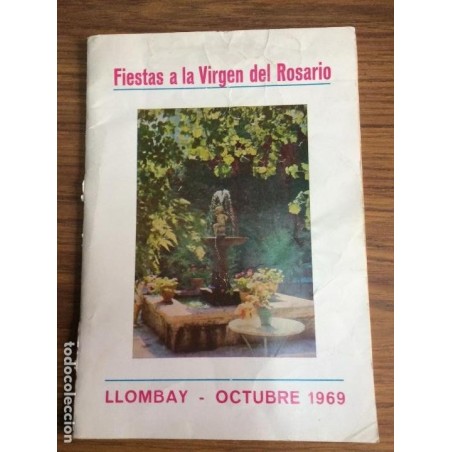 Fiestas a la Virgen del Rosario
LLOMBAY - OCTUBRE 1969
todocoleccion